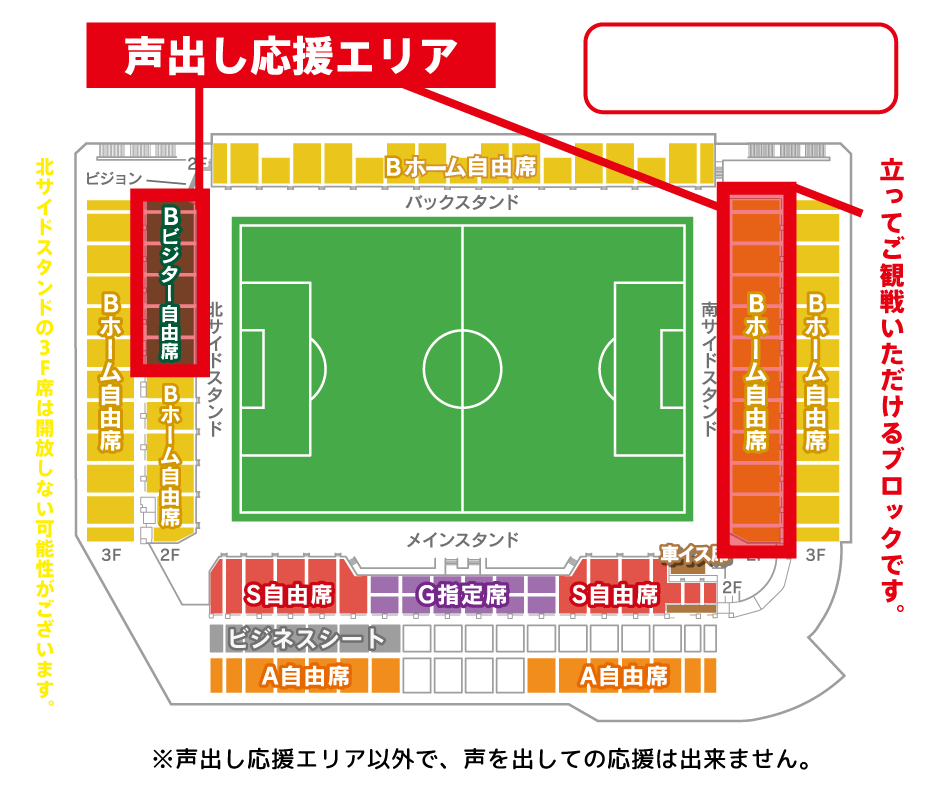 声出し応援エリア
2F
Bホーム自由席
ビジョン
バックスタンド
北サイドスタンドの3F席は開放しない可能性がございます。
立ってご観戦いただけるブロックです。
Bビジター自由席
Bホーム自由席
Bホーム自由席
北サイドスタンド
南サイドスタンド
Bホーム自由席
Bホーム自由席
3F
2F
メインスタンド
車イス席
2F
3F
2F
S自由席
G指定席
S自由席
ビジネスシート
A自由席
A自由席
※声出し応援エリア以外で、声を出しての応援は出来ません。